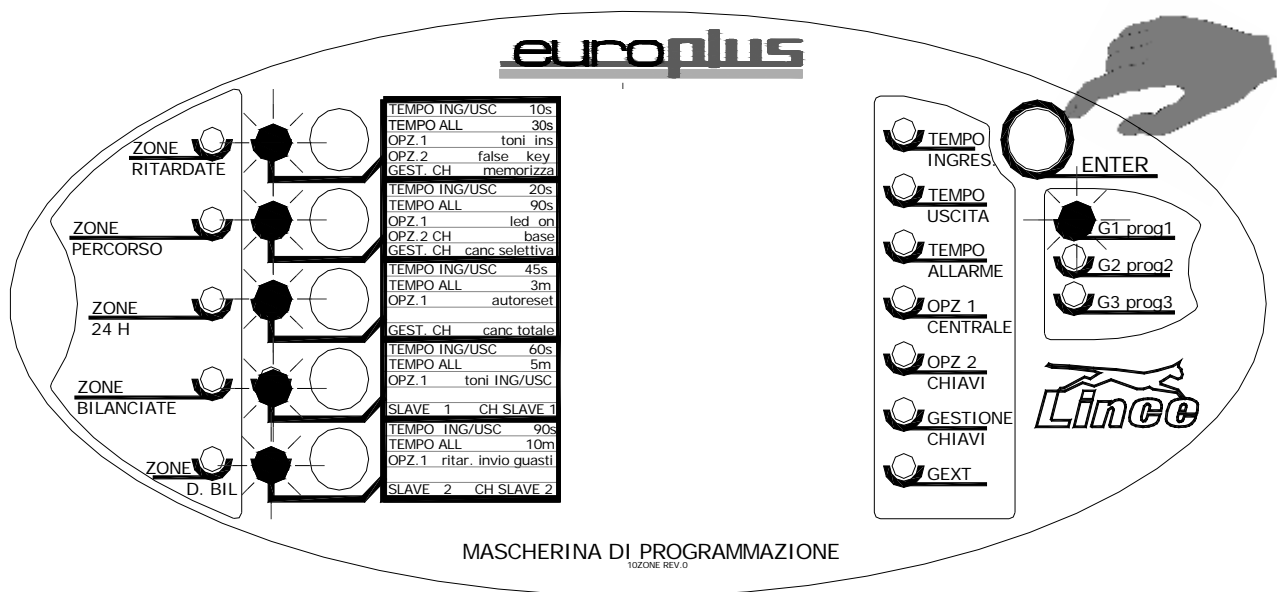 europlus
ZONE
RITARDATE
ZONE
PERCORSO
ZONE
24 H
ZONE
BILANCIATE
ZONE
D. BIL
TEMPO ING/USC 10s
TEMPO ALL 30s
OPZ.1 toni ins
OPZ.2 false key
GEST. CH memorizza
TEMPO ING/USC 20s
TEMPO ALL 90s
OPZ.1 led on
OPZ.2 CH base
GEST. CH canc selettiva
TEMPO ING/USC 45s
TEMPO ALL 3m
OPZ.1 autoreset
GEST. CH canc totale
TEMPO ING/USC 60s
TEMPO ALL 5m
OPZ.1 toni ING/USC
SLAVE 1 CH SLAVE 1
TEMPO ING/USC 90s
TEMPO ALL 10m
OPZ.1 ritar. invio guasti
SLAVE 2 CH SLAVE 2
TEMPO
INGRES.
TEMPO
USCITA
TEMPO
ALLARME
OPZ 1
CENTRALE
OPZ 2
CHIAVI
GESTIONE
CHIAVI
GEXT
ENTER
G1 prog1
G2 prog2
G3 prog3
Lince
MASCHERINA DI PROGRAMMAZIONE
10ZONE REV.0